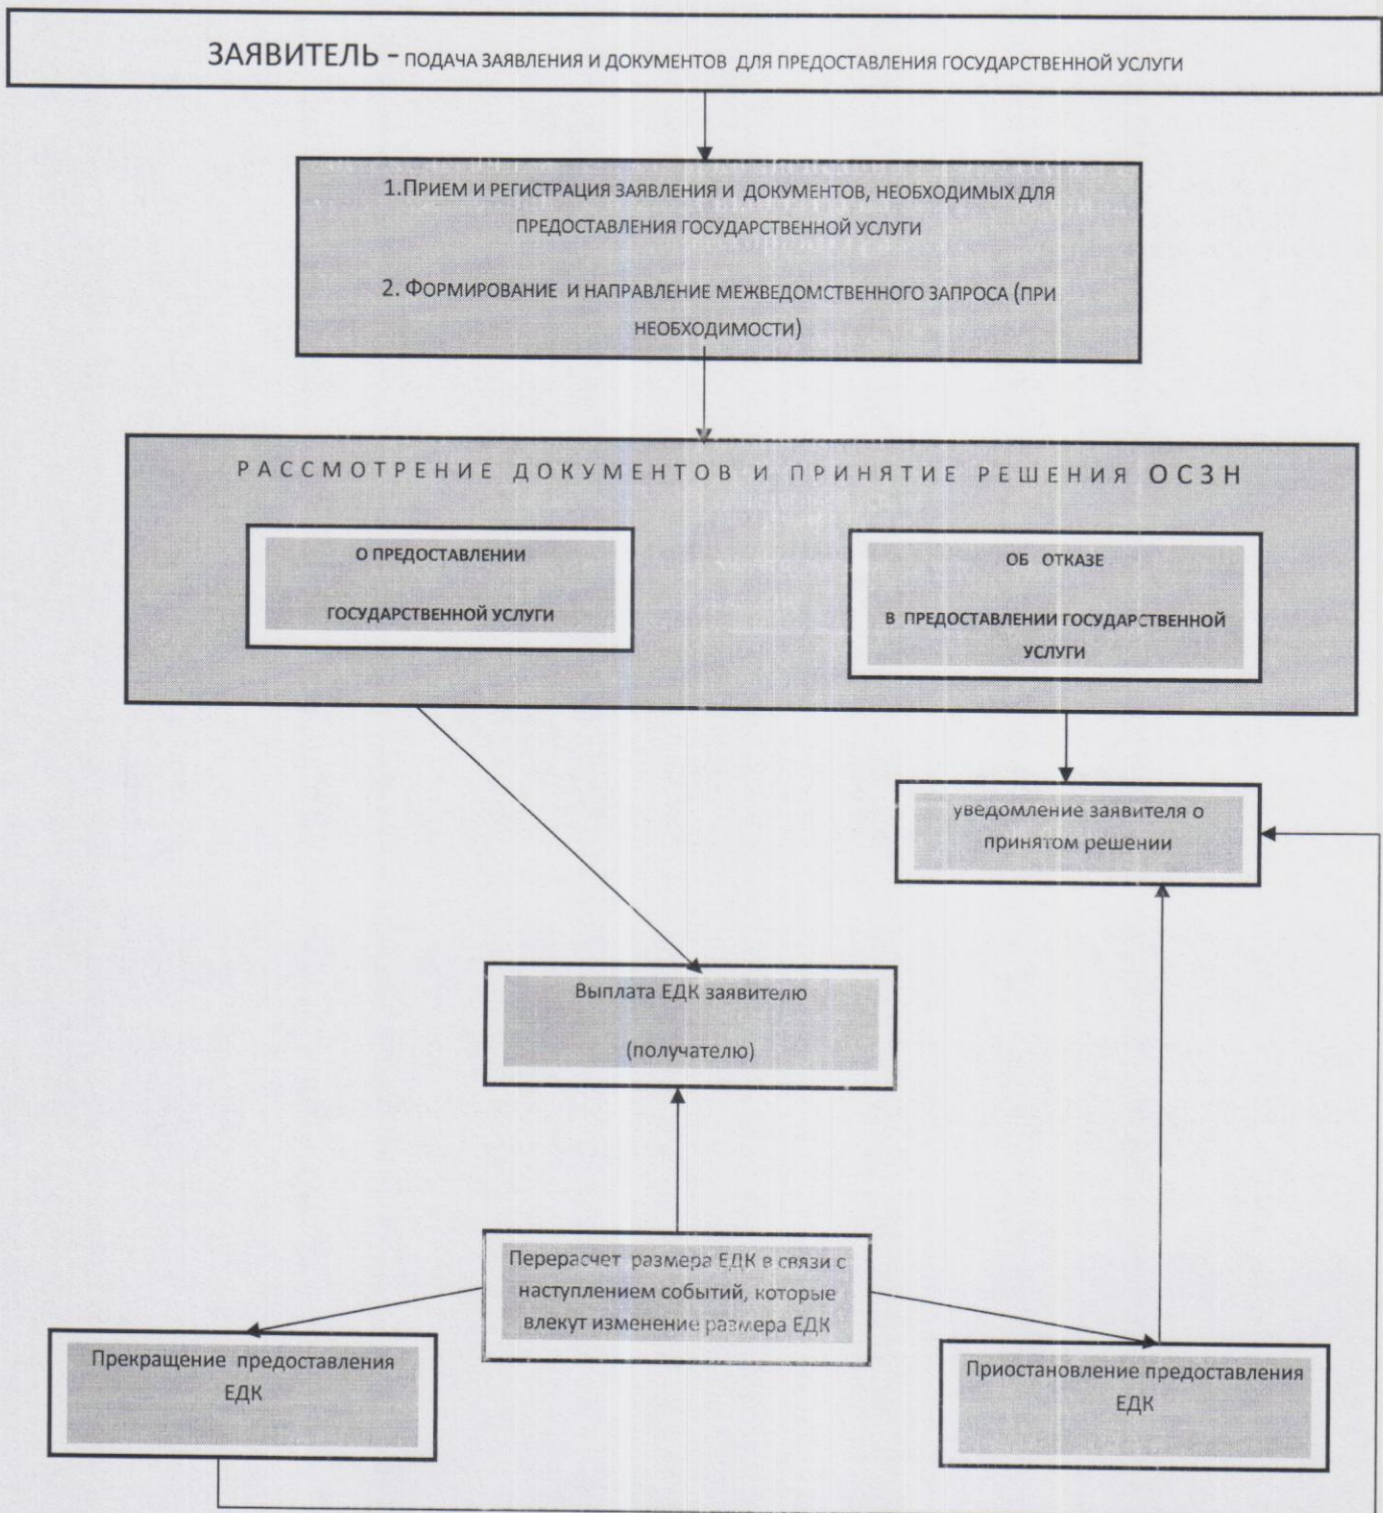 ЗАЯВИТЕЛЬ – ПОДАЧА ЗАЯВЛЕНИЯ И ДОКУМЕНТОВ ДЛЯ ПРЕДОСТАВЛЕНИЯ ГОСУДАРСТВЕННОЙ УСЛУГИ
1.ПРИЕМ И РЕГИСТРАЦИЯ ЗАЯВЛЕНИЯ И ДОКУМЕНТОВ, НЕОБХОДИМЫХ ДЛЯ
ПРЕДОСТАВЛЕНИЯ ГОСУДАРСТВЕННОЙ УСЛУГИ
2. ФОРМИРОВАНИЕ И НАПРАВЛЕНИЕ МЕЖВЕДОМСТВЕННОГО ЗАПРОСА (ПРИ
НЕОБХОДИМОСТИ)
РАССМОТРЕНИЕ ДОКУМЕНТОВ И ПРИНЯТИЕ РЕШЕНИЯ ОСЗН
О ПРЕДОСТАВЛЕНИИ
ГОСУДАРСТВЕННОЙ УСЛУГИ
ОБ ОТКАЗЕ
В ПРЕДОСТАВЛЕНИИ ГОСУДАРСТВЕННОЙ
УСЛУГИ
уведомление заявителя о
принятом решении
Выплата ЕДК заявителю
(получателю)
Перерасчет размера ЕДК в связи с
наступлением событий, которые
влекут изменение размера ЕДК
Прекращение предоставления
ЕДК
Приостановление предоставления
ЕДК